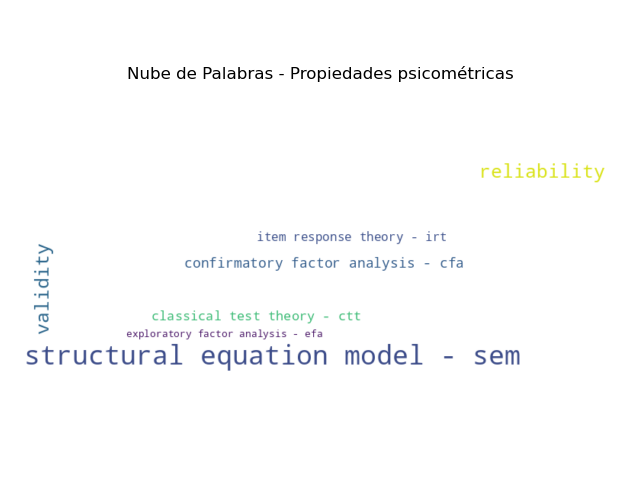 Nube de Palabras - Propiedades psicométricas
reliability
item response theory - irt
confirmatory factor analysis - cfa
validity
classical test theory - ctt
exploratory factor analysis - efa
structural equation model - sem